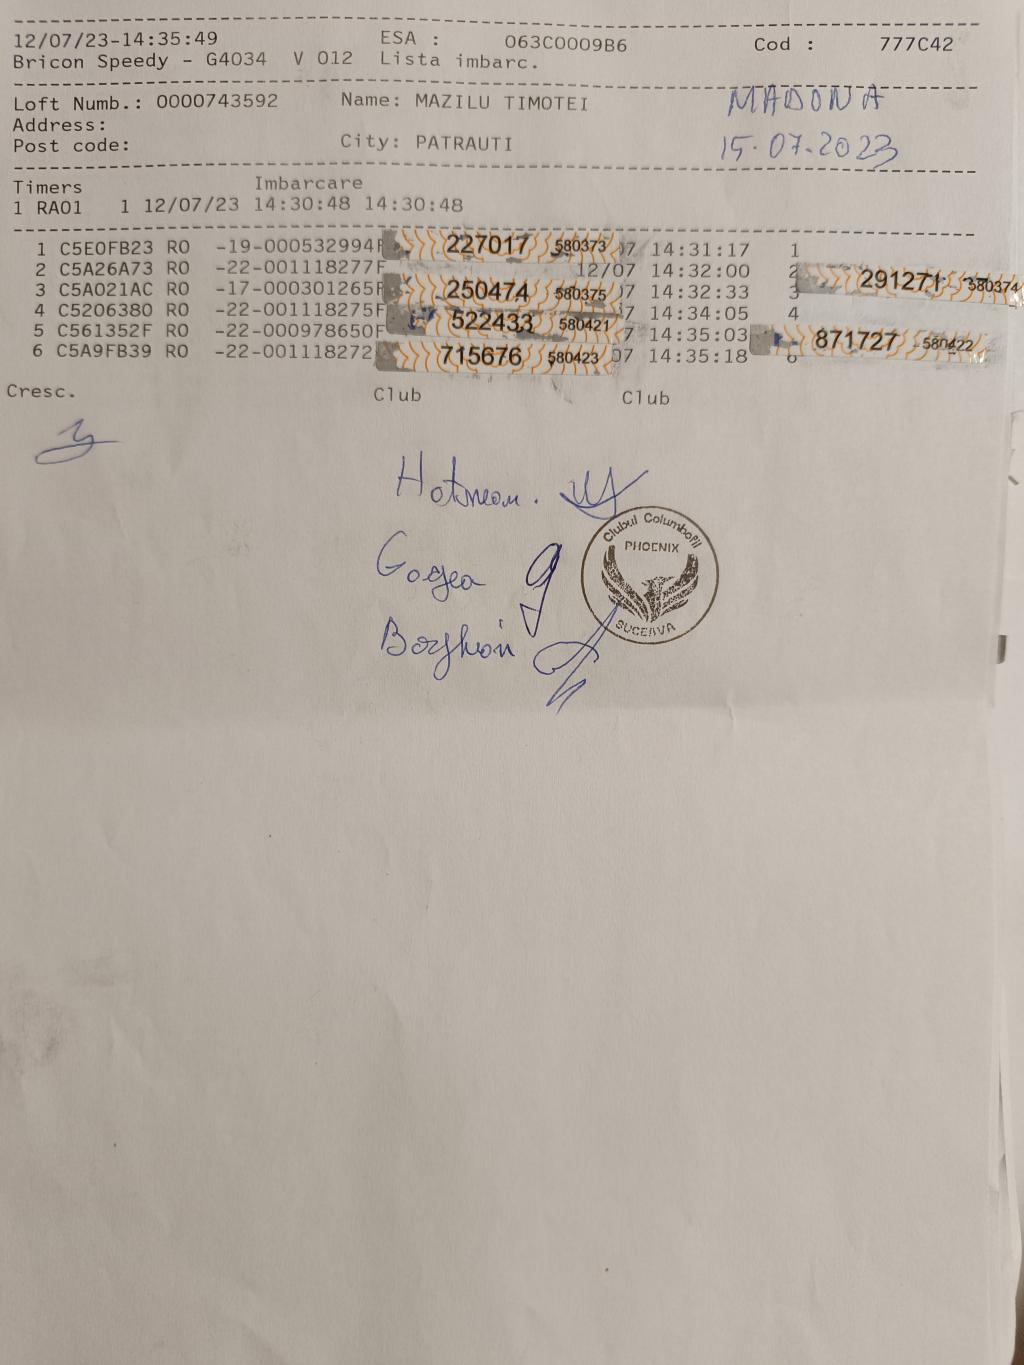 12/07/23-14:35:49 ESA : 063C0009B6 Cod : 777C42
Bricon Speedy - G4034 V 012 Lista imbarc.
Loft Numb.: 0000743592 Name: MAZILU TIMOTEI MADONA
Address:
Post code: City: PATRAUTI 15.07.2023
Timers Imbarcare
1 RA01 1 12/07/23 14:30:48 14:30:48
1 C5E0FB23 RO -19-000532994F 227017 580373 07 14:31:17 1
2 C5A26A73 RO -22-001118277F 12/07 14:32:00 2 291271 580374
3 C5A021AC RO -17-000301265F 250474 580375 07 14:32:33 3
4 C5206380 RO -22-001118275F 522433 580421 7 14:34:05 4
5 C561352F RO -22-000978650F 7 14:35:03 871727 580422
6 C5A9FB39 RO -22-001118272 715676 580423 07 14:35:18 6
Cresc. Club Club
Clubul Columbofil
PHOENIX
SUCEAVA
Gogea